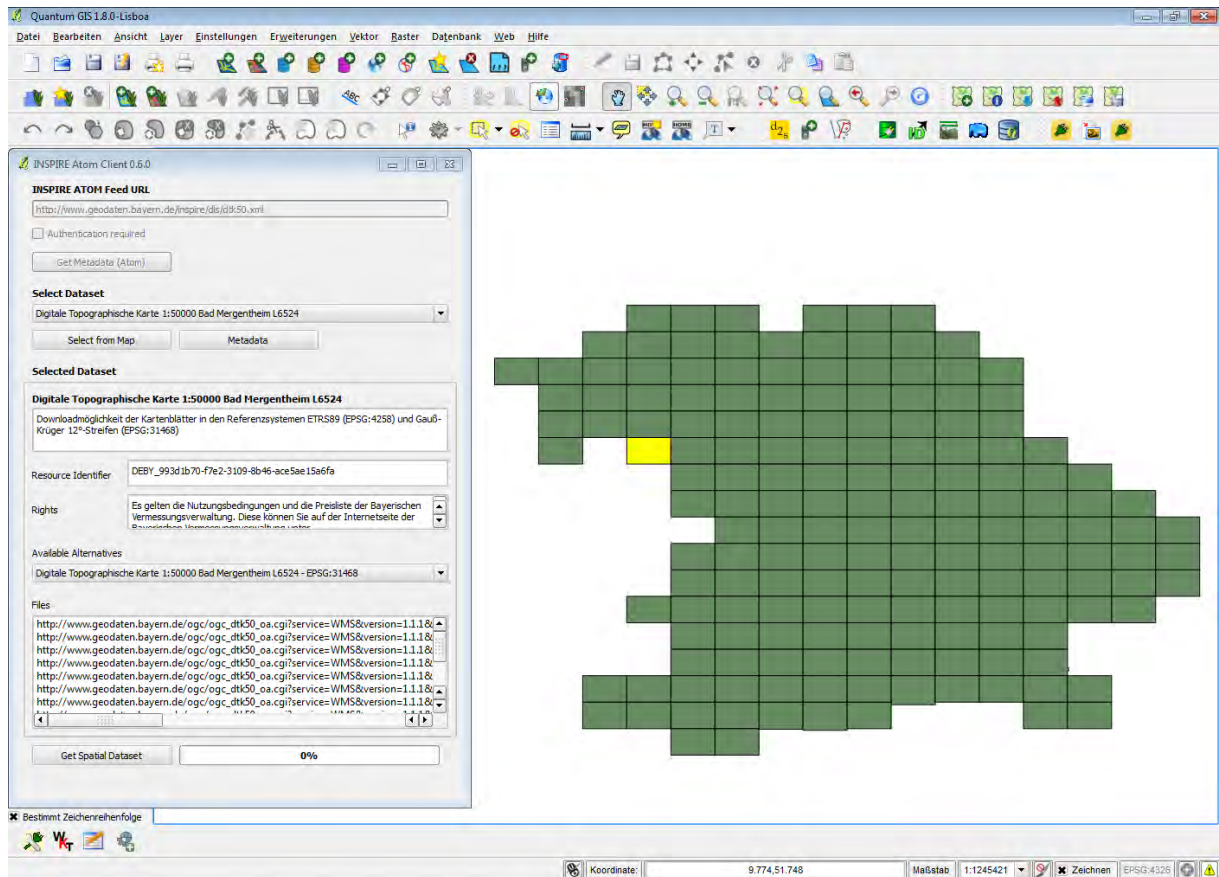 Quantum GIS 1.8.0-Lisboa
Datei Bearbeiten Ansicht Layer Einstellungen Erweiterungen Vektor Raster Datenbank Web Hilfe
INSPIRE Atom Client 0.6.0
INSPIRE ATOM Feed URL
http://www.geodaten.bayern.de/inspire/dls/dtk50.xml
Authentication required
Get Metadata (Atom)
Select Dataset
Digitale Topographische Karte 1:50000 Bad Mergentheim L6524
Select from Map Metadata
Selected Dataset
Digitale Topographische Karte 1:50000 Bad Mergentheim L6524
Downloadmöglichkeit der Kartenblätter in den Referenzsystemen ETRS89 (EPSG:4258) und Gauß-
Krüger 12°-Streifen (EPSG:31468)
Resource Identifier DEBY_993d1b70-f7e2-3109-8b46-ace5ae15a6fa
Rights
Es gelten die Nutzungsbedingungen und die Preisliste der Bayerischen
Vermessungsverwaltung. Diese können Sie auf der Internetseite der
Bayerischen Vermessungsverwaltung unter
Available Alternatives
Digitale Topographische Karte 1:50000 Bad Mergentheim L6524 - EPSG:31468
Files
http://www.geodaten.bayern.de/ogc/ogc_dtk50_oa.cgi?service=WMS&version=1.1.1&
http://www.geodaten.bayern.de/ogc/ogc_dtk50_oa.cgi?service=WMS&version=1.1.1&
http://www.geodaten.bayern.de/ogc/ogc_dtk50_oa.cgi?service=WMS&version=1.1.1&
http://www.geodaten.bayern.de/ogc/ogc_dtk50_oa.cgi?service=WMS&version=1.1.1&
http://www.geodaten.bayern.de/ogc/ogc_dtk50_oa.cgi?service=WMS&version=1.1.1&
http://www.geodaten.bayern.de/ogc/ogc_dtk50_oa.cgi?service=WMS&version=1.1.1&
http://www.geodaten.bayern.de/ogc/ogc_dtk50_oa.cgi?service=WMS&version=1.1.1&
Get Spatial Dataset 0%
Bestimmt Zeichenreihenfolge
WKT
Koordinate: 9.774,51.748 Maßstab 1:1245421 Zeichnen EPSG:4326